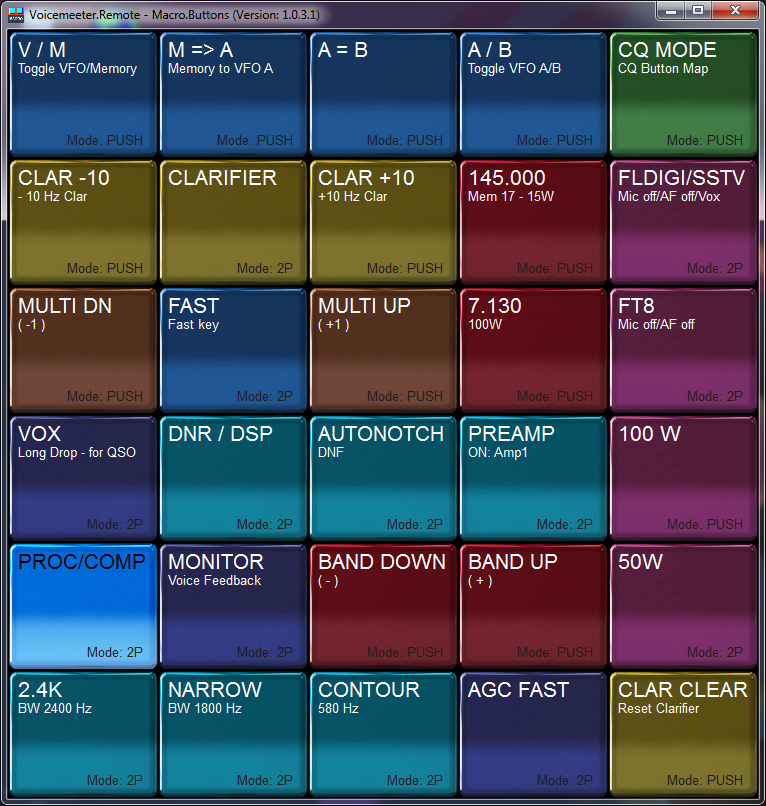 Voicemeeter.Remote - Macro.Buttons (Version: 1.0.3.1)
V / M
Toggle VFO/Memory
Mode: PUSH
M => A
Memory to VFO A
Mode: PUSH
A = B
Mode: PUSH
A / B
Toggle VFO A/B
Mode: PUSH
CQ MODE
CQ Button Map
Mode: PUSH
CLAR -10
- 10 Hz Clar
Mode: PUSH
CLARIFIER
Mode: 2P
CLAR +10
+10 Hz Clar
Mode: PUSH
145.000
Mem 17 - 15W
Mode: PUSH
FLDIGI/SSTV
Mic off/AF off/Vox
Mode: 2P
MULTI DN
( -1 )
Mode: PUSH
FAST
Fast key
Mode: 2P
MULTI UP
( +1 )
Mode: PUSH
7.130
100W
Mode: PUSH
FT8
Mic off/AF off
Mode: 2P
VOX
Long Drop - for QSO
Mode: 2P
DNR / DSP
Mode: 2P
AUTONOTCH
DNF
Mode: 2P
PREAMP
ON: Amp1
Mode: 2P
100 W
Mode: PUSH
PROC/COMP
Mode: 2P
MONITOR
Voice Feedback
Mode: 2P
BAND DOWN
( - )
Mode: PUSH
BAND UP
( + )
Mode: PUSH
50W
Mode: 2P
2.4K
BW 2400 Hz
Mode: 2P
NARROW
BW 1800 Hz
Mode: 2P
CONTOUR
580 Hz
Mode: 2P
AGC FAST
Mode: 2P
CLAR CLEAR
Reset Clarifier
Mode: PUSH